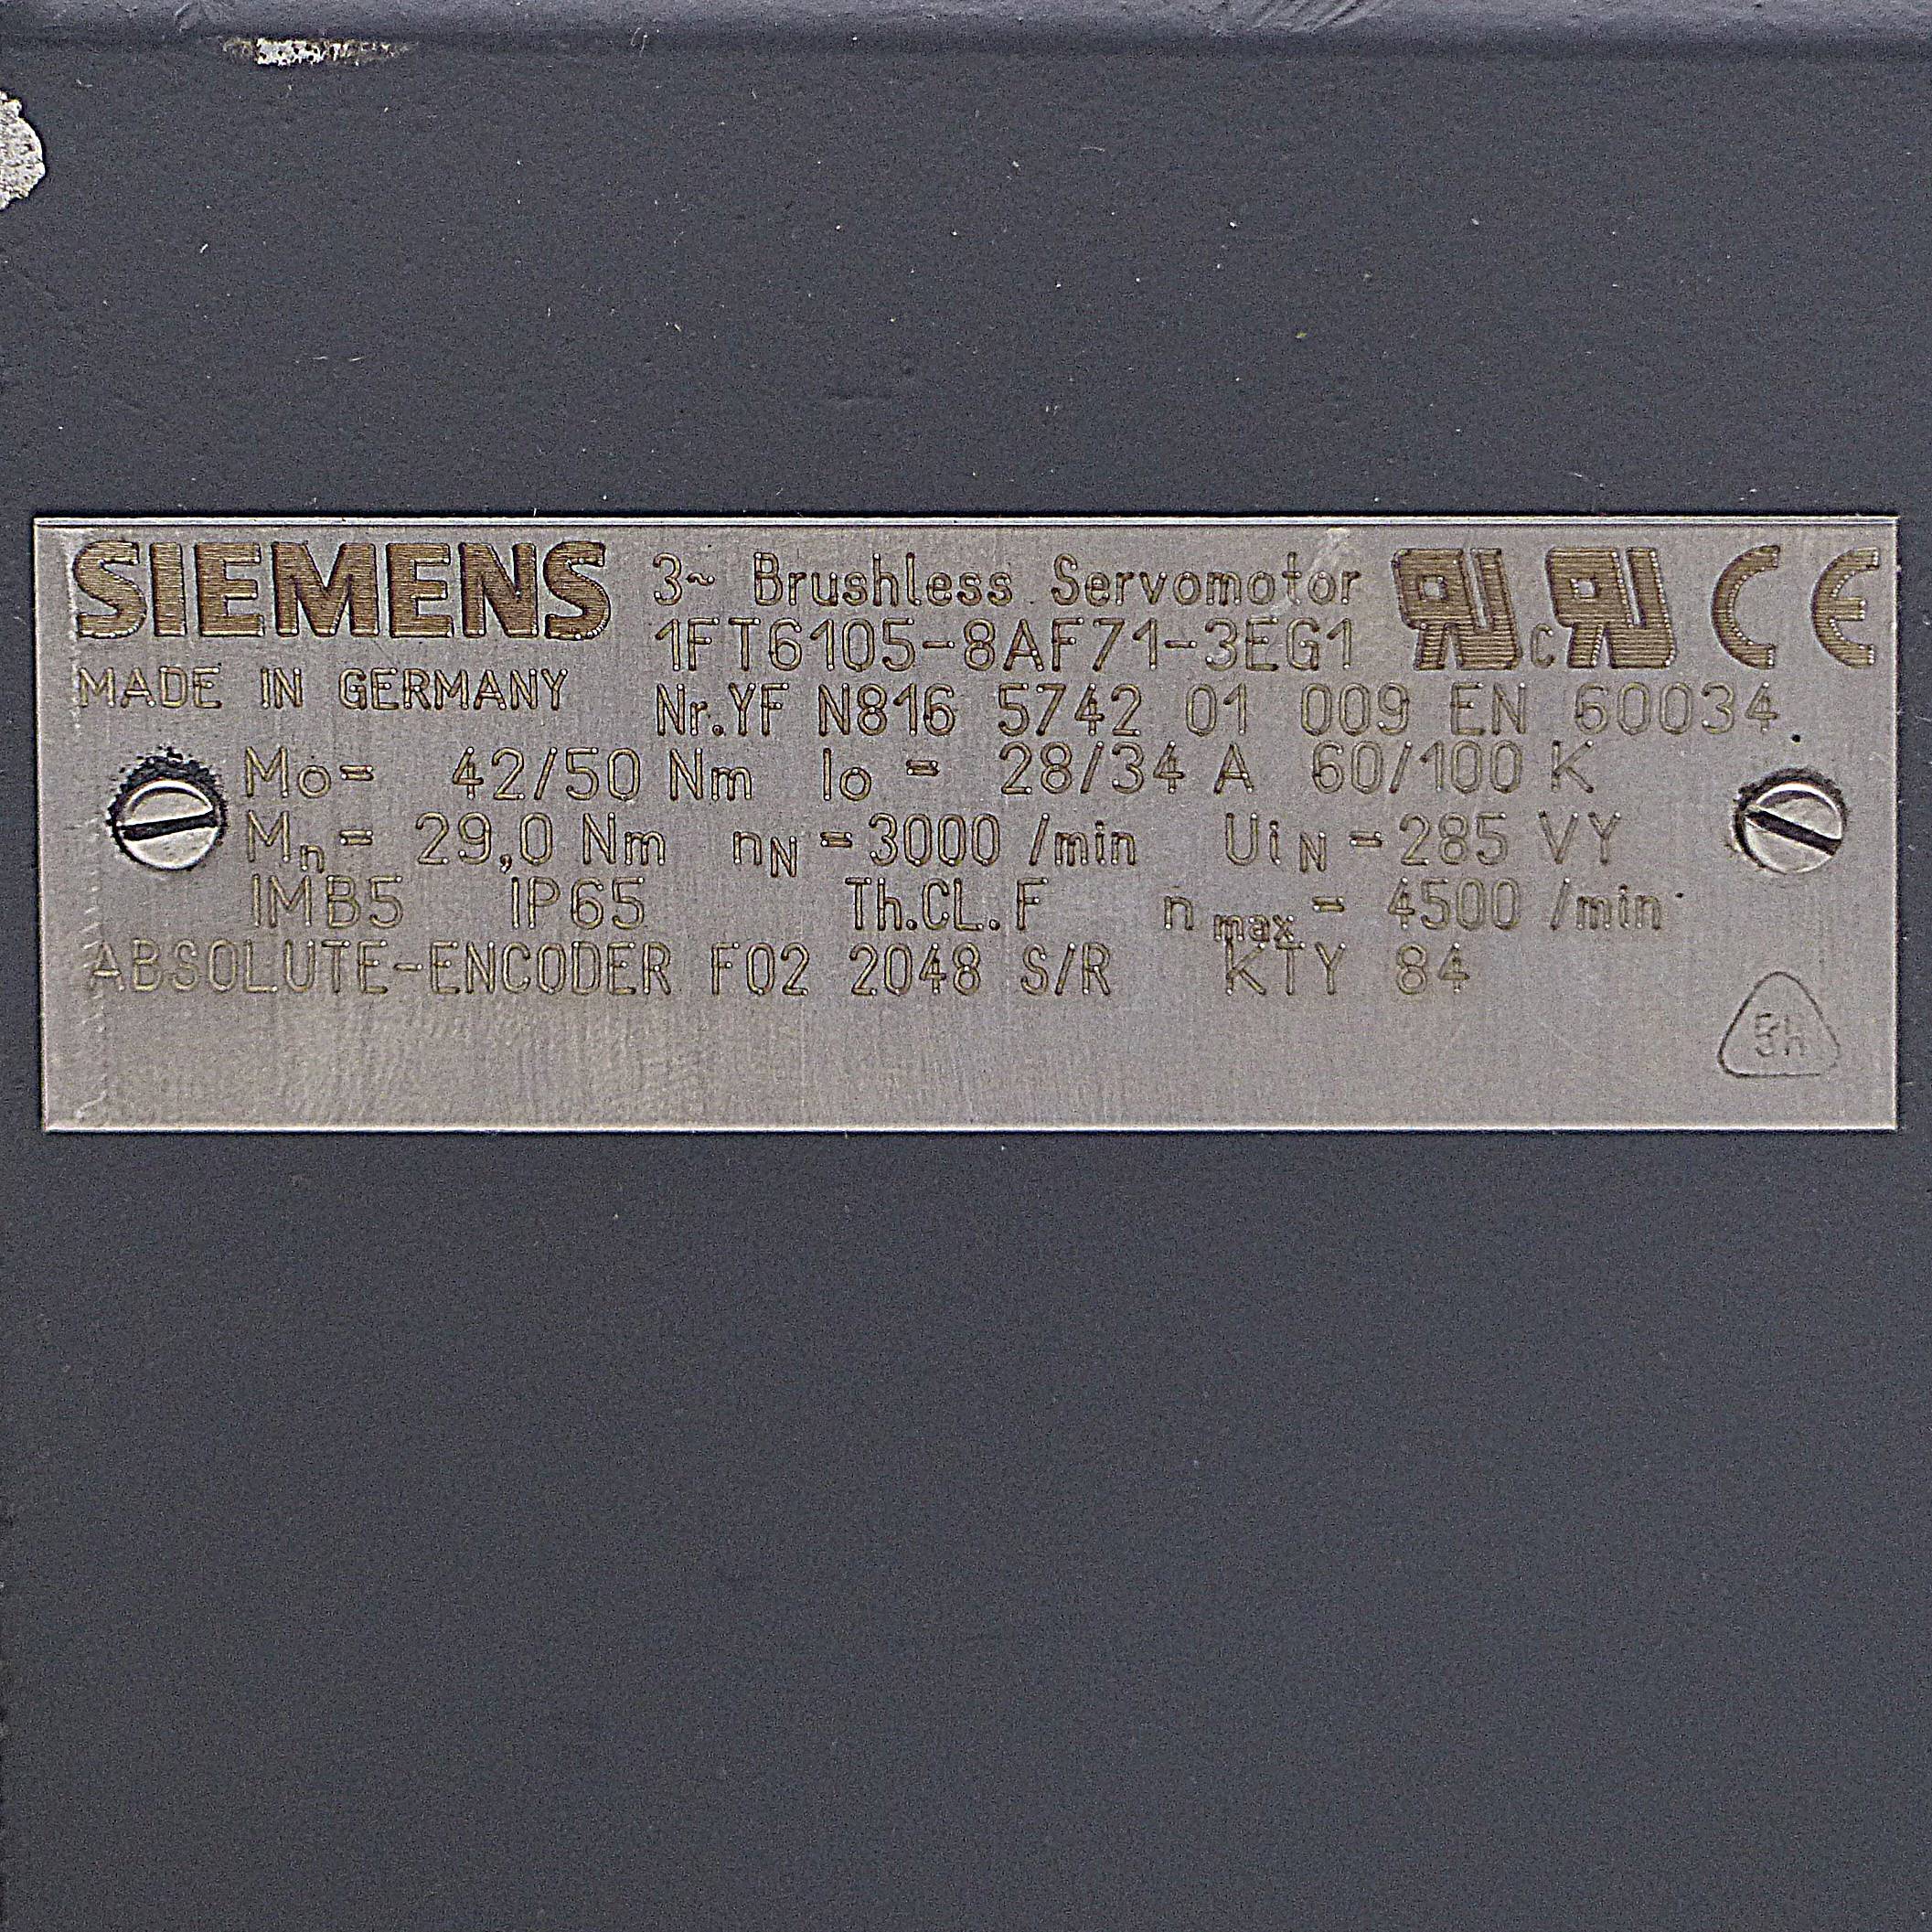 SIEMENS
3~ Brushless Servomotor
1FT6105-8AF71-3EG1
MADE IN GERMANY
Nr.YF N816 5742 01 009 EN 60034
Mo= 42/50 Nm Io = 28/34 A 60/100 K
Mn= 29,0 Nm nN =3000 /min UiN =285 VY
IMB5 IP65 Th.CL.F n max = 4500 /min
ABSOLUTE-ENCODER F02 2048 S/R KTY 84